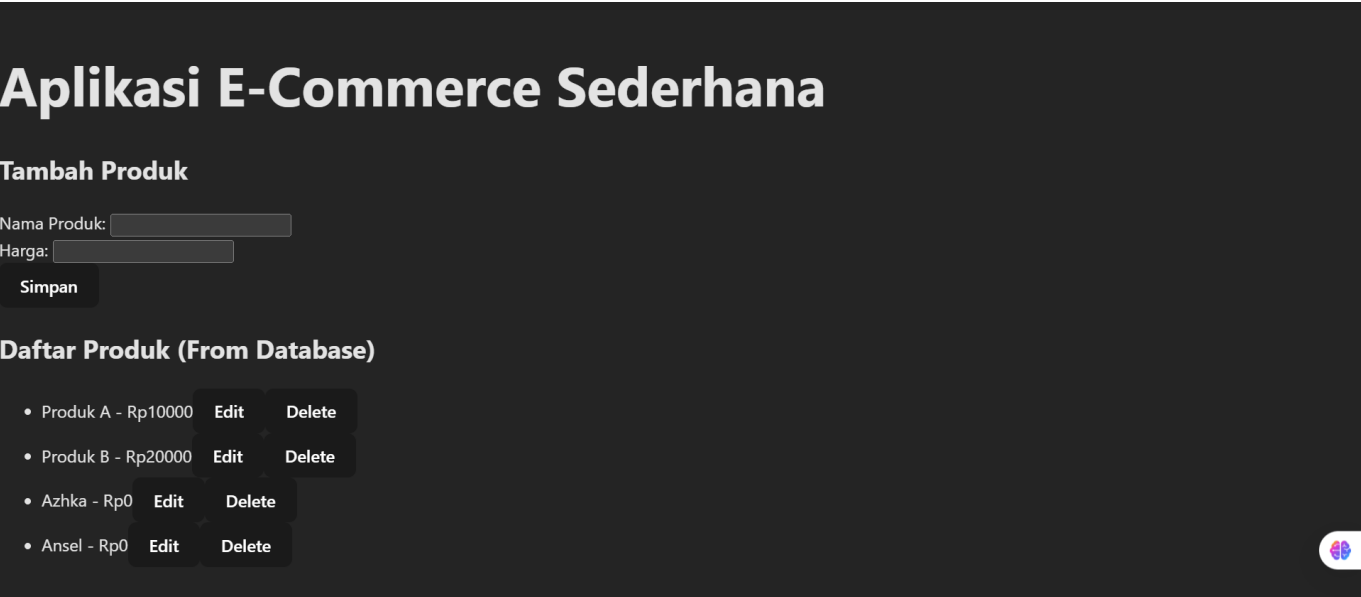 Aplikasi E-Commerce Sederhana
Tambah Produk
Nama Produk:
Harga:
Simpan
Daftar Produk (From Database)
Produk A - Rp10000 Edit Delete
Produk B - Rp20000 Edit Delete
Azhka - Rp0 Edit Delete
Ansel - Rp0 Edit Delete